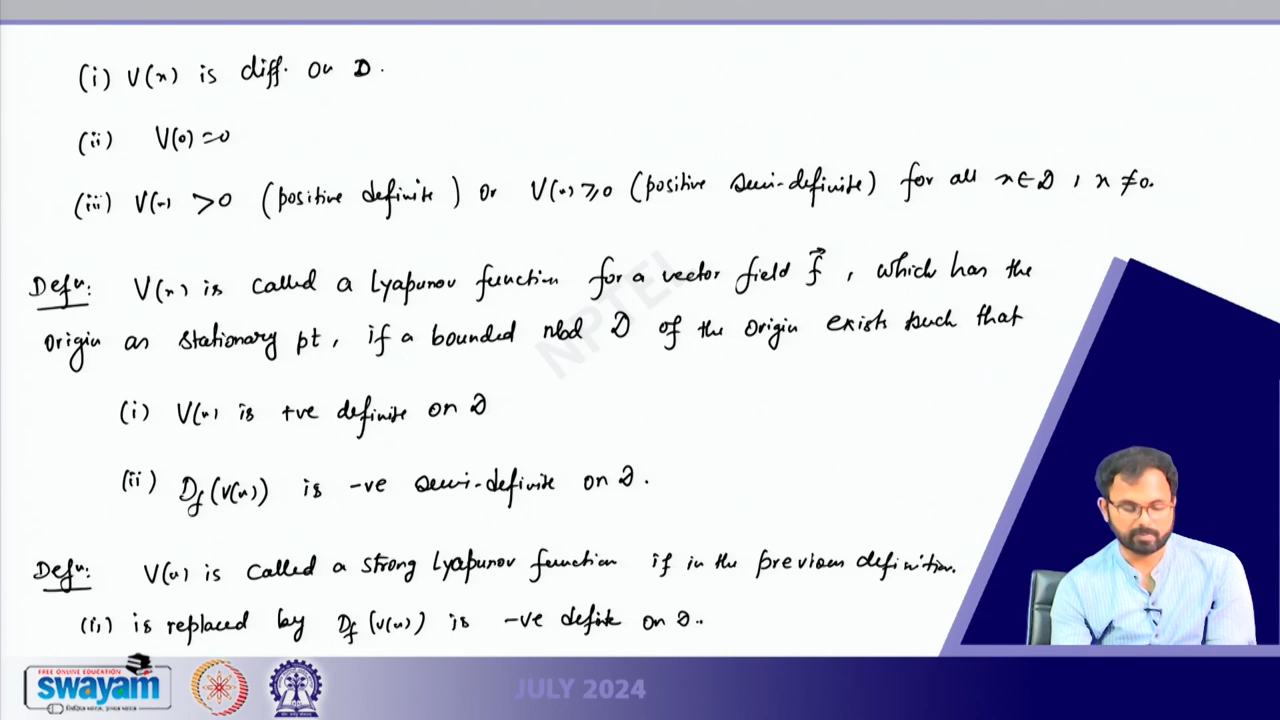 (i) V(x) is diff. on D.
(ii) V(0)=0
(iii) V(x) >0 (positive definite) or V(x) ⩾0 (positive semi-definite) for all x∈D, x≠0.
Defn: V(x) is called a Lyapunov function for a vector field f⃗, which has the
origin as stationary pt, if a bounded nbd D of the origin exists such that
(i) V(x) is +ve definite on D
(ii) D_f(V(x)) is -ve semi-definite on D.
Defn: V(x) is called a strong Lyapunov function if in the previous definition.
(ii) is replaced by D_f(V(x)) is -ve defite on D..
NPTEL
FREE ONLINE EDUCATION
swayam
JULY 2024